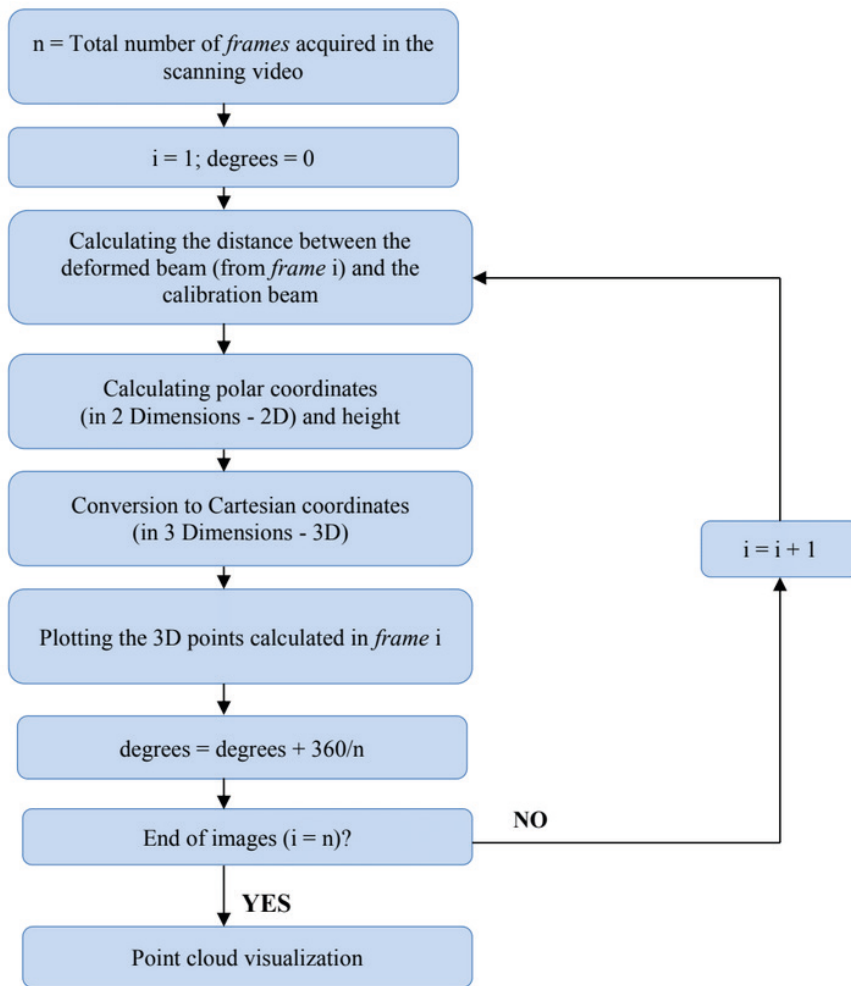 n = Total number of frames acquired in the
scanning video
i = 1; degrees = 0
Calculating the distance between the
deformed beam (from frame i) and the
calibration beam
Calculating polar coordinates
(in 2 Dimensions - 2D) and height
Conversion to Cartesian coordinates
(in 3 Dimensions - 3D)
i = i + 1
Plotting the 3D points calculated in frame i
degrees = degrees + 360/n
End of images (i = n)?
NO
YES
Point cloud visualization